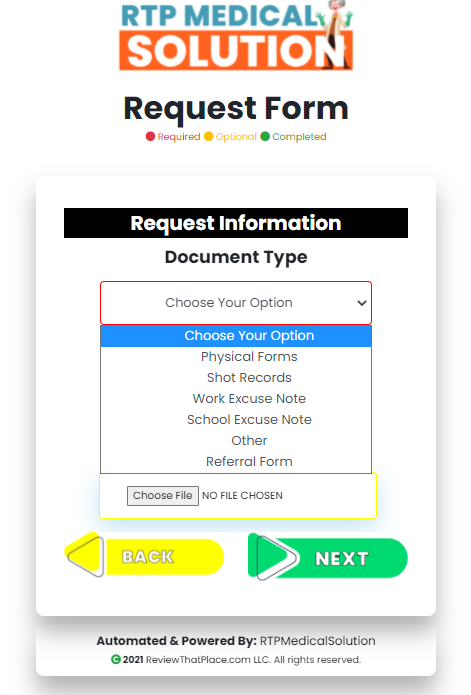 RTP MEDICAL
SOLUTION
Request Form
Required Optional Completed
Request Information
Document Type
Choose Your Option
Choose Your Option
Physical Forms
Shot Records
Work Excuse Note
School Excuse Note
Other
Referral Form
Choose File NO FILE CHOSEN
BACK NEXT
Automated & Powered By: RTPMedicalSolution
© 2021 ReviewThatPlace.com LLC. All rights reserved.